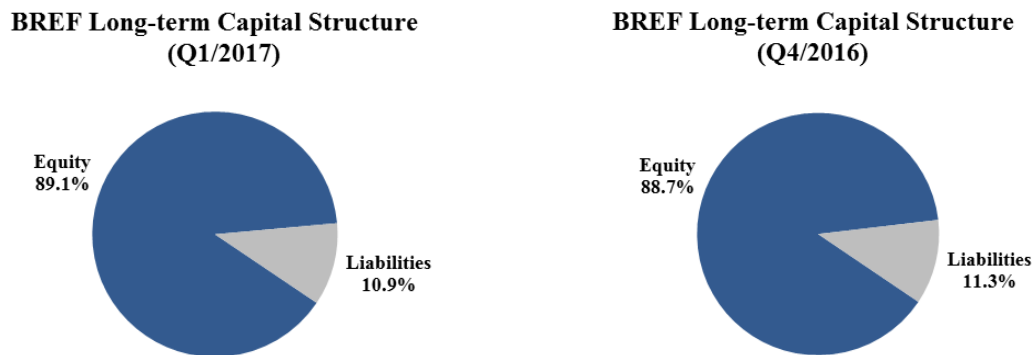 BREF Long-term Capital Structure
(Q1/2017)
Equity
89.1%
Liabilities
10.9%
BREF Long-term Capital Structure
(Q4/2016)
Equity
88.7%
Liabilities
11.3%